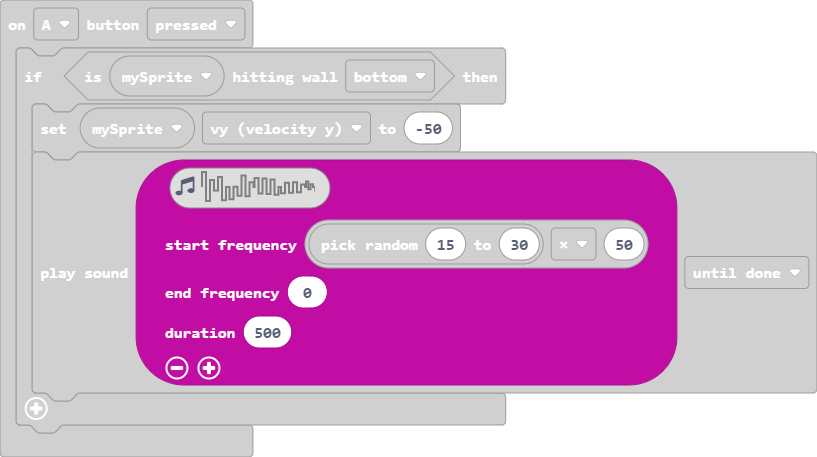 on A button pressed
if is mySprite hitting wall bottom then
set mySprite vy (velocity y) to -50
start frequency pick random 15 to 30 × 50
play sound until done
end frequency 0
duration 500